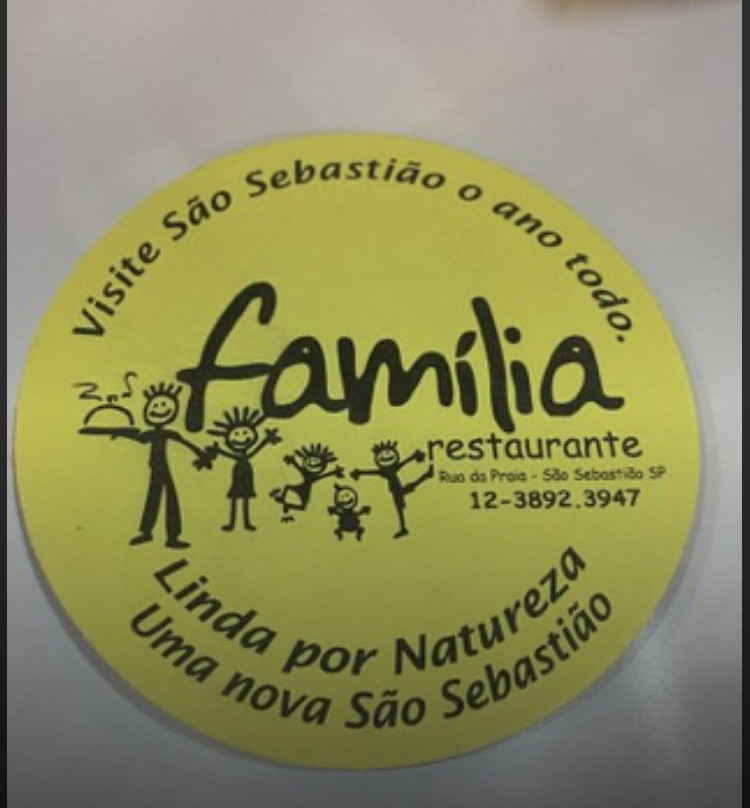 Visite São Sebastião o ano todo.
família
restaurante
Rua da Praia - São Sebastião SP
12-3892.3947
Linda por Natureza
Uma nova São Sebastião